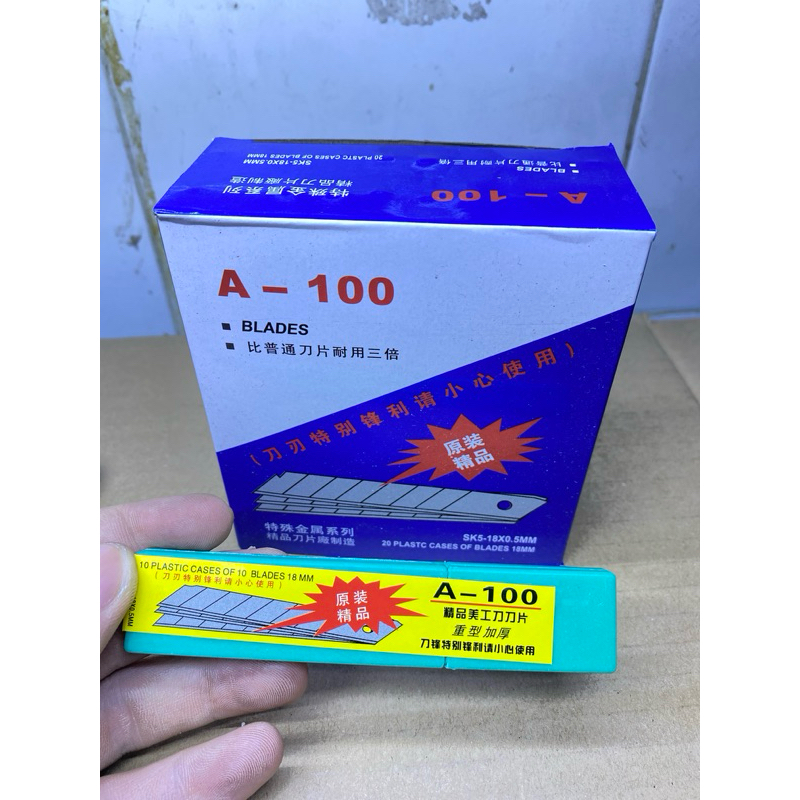 特殊金属系列
精品刀片廠制造
SK5-18X0.5MM
20 PLASTC CASES OF BLADES 18MM
A – 100
■ BLADES
■ 比普通刀片耐用三倍
A – 100
■ BLADES
■ 比普通刀片耐用三倍
(刀刃特别锋利请小心使用)
原装
精品
特殊金属系列
精品刀片廠制造
SK5-18X0.5MM
20 PLASTC CASES OF BLADES 18MM
10 PLASTIC CASES OF 10 BLADES 18 MM
(刀刃特别锋利请小心使用)
原装
精品
A–100
精品美工刀刀片
重型加厚
刀锋特别锋利请小心使用